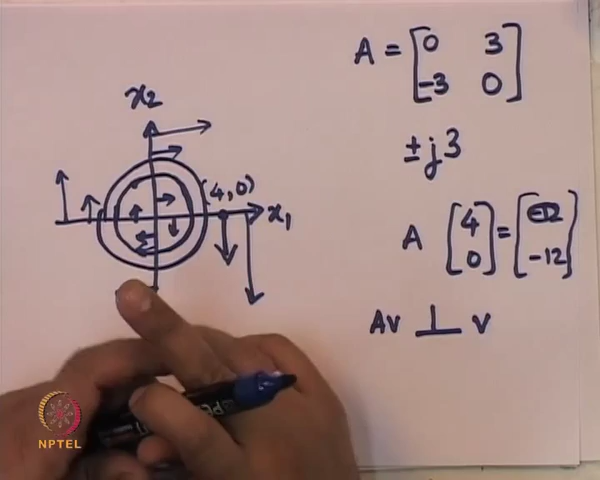 A = [0 3
-3 0]
x2
±j3
(4,0)
x1
A [4
0] = [0
-12]
Av ⊥ v
NPTEL